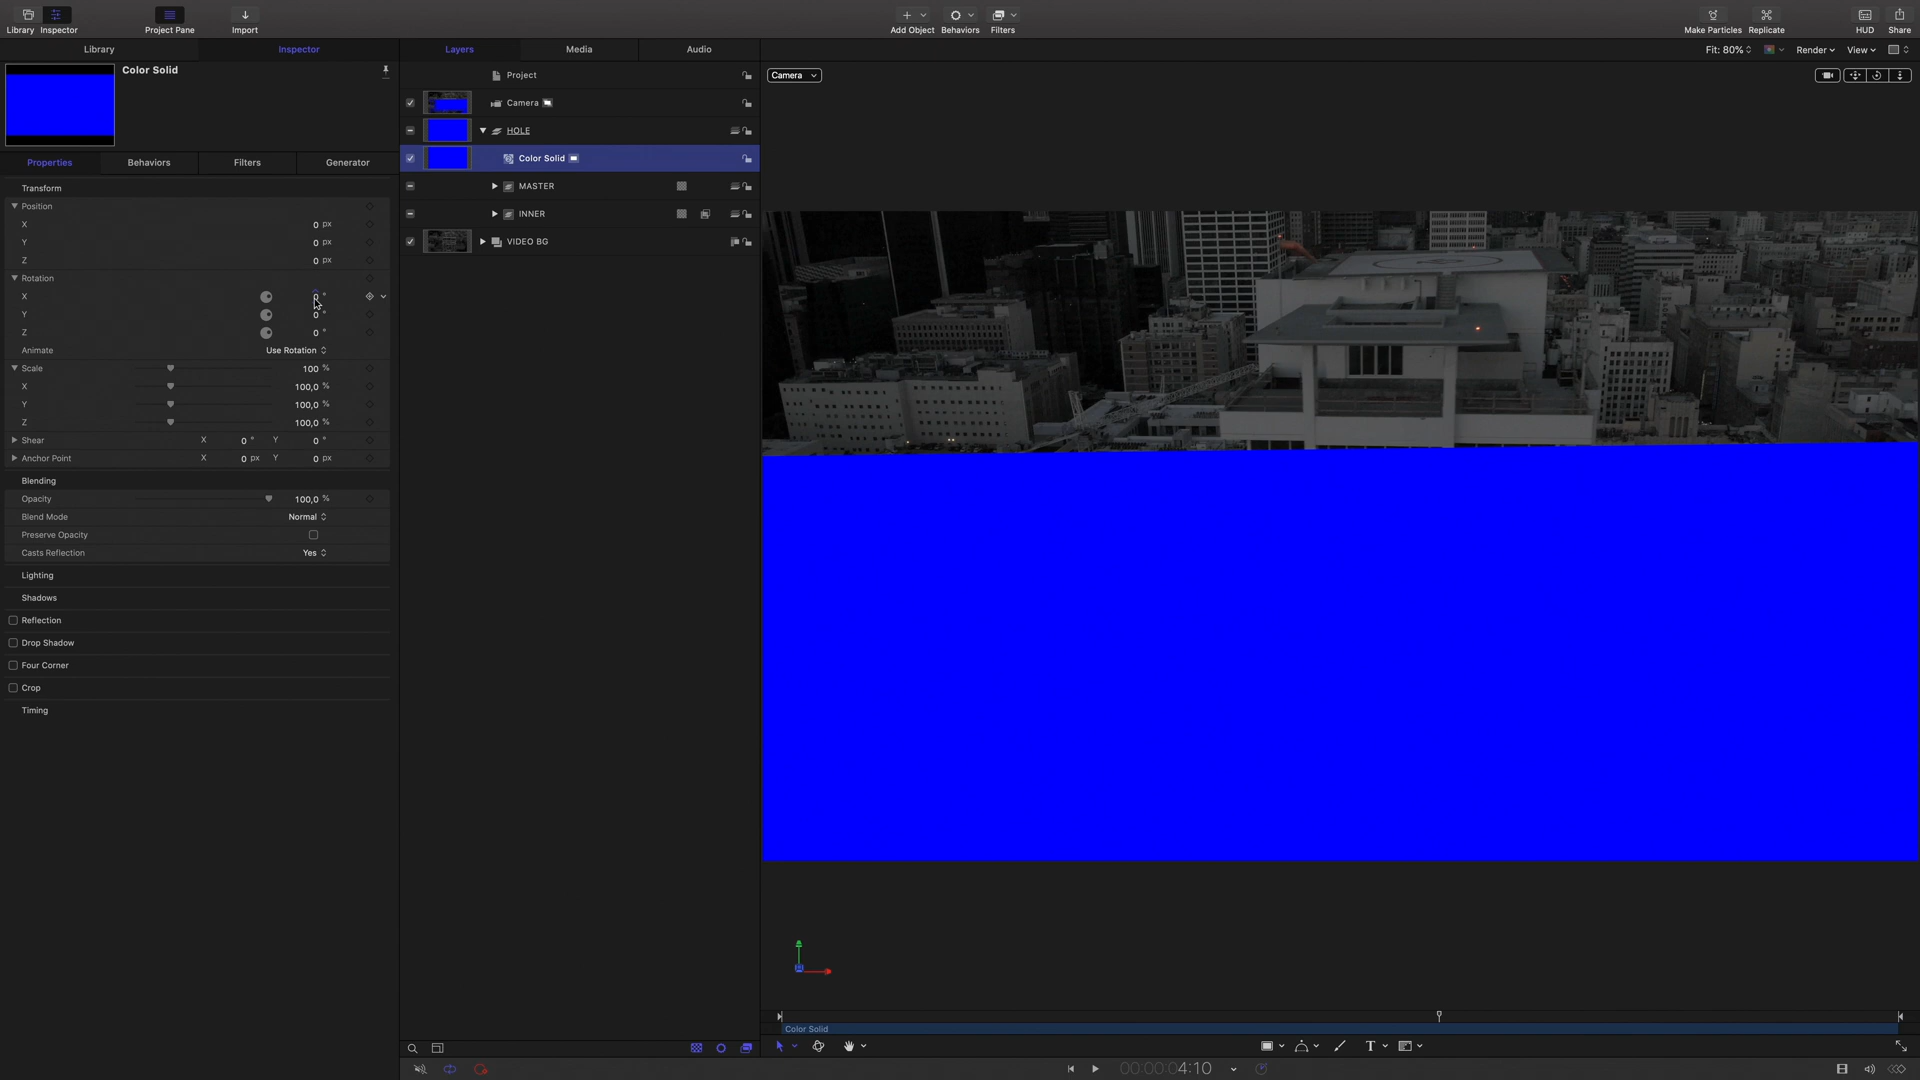 Library
Inspector
Project Pane
Import
Add Object
Behaviors
Filters
Make Particles
Replicate
HUD
Share
Library
Inspector
Layers
Media
Audio
Fit: 80%
Render
View
Color Solid
Properties
Behaviors
Filters
Generator
Transform
Position
X 0 px
Y 0 px
Z 0 px
Rotation
X 0 °
Y 0 °
Z 0 °
Animate Use Rotation
Scale 100 %
X 100,0 %
Y 100,0 %
Z 100,0 %
Shear X 0 ° Y 0 °
Anchor Point X 0 px Y 0 px
Blending
Opacity 100,0 %
Blend Mode Normal
Preserve Opacity
Casts Reflection Yes
Lighting
Shadows
Reflection
Drop Shadow
Four Corner
Crop
Timing
Project
Camera
HOLE
Color Solid
MASTER
INNER
VIDEO BG
Camera
Color Solid
T
00:00:04:10